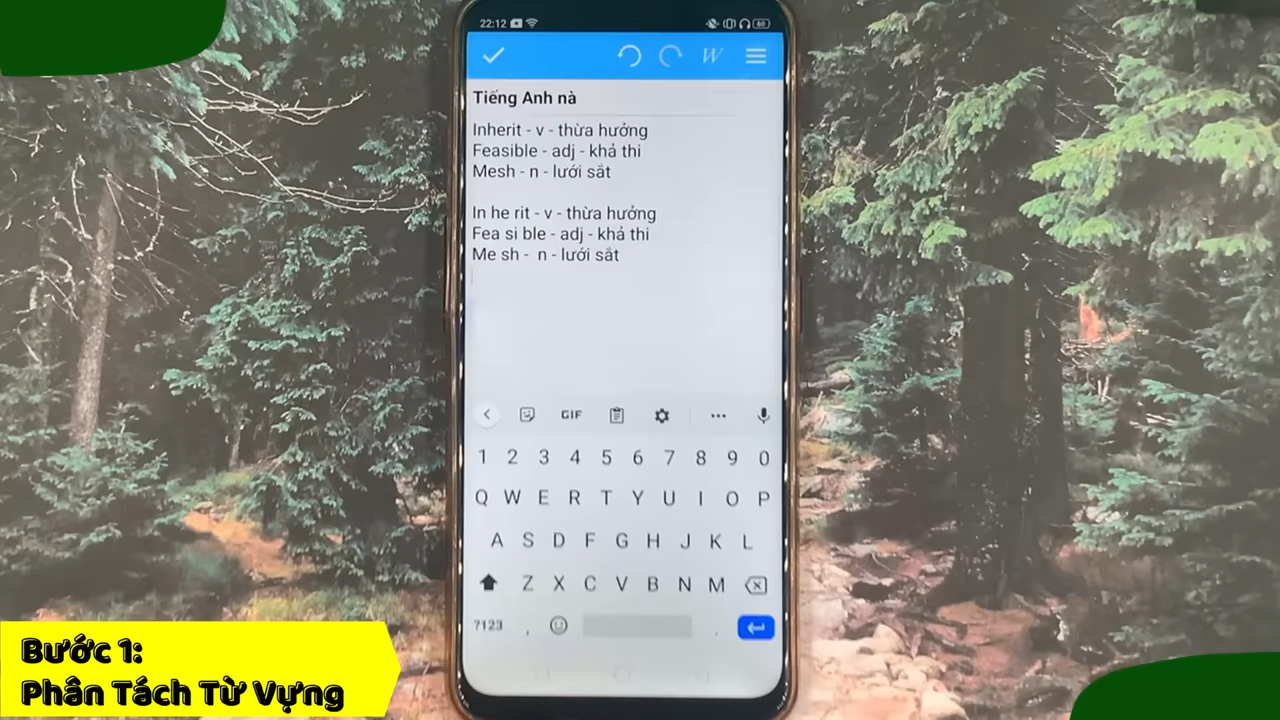 22:12
60
W
Tiếng Anh nà
Inherit - v - thừa hưởng
Feasible - adj - khả thi
Mesh - n - lưới sắt
In he rit - v - thừa hưởng
Fea si ble - adj - khả thi
Me sh - n - lưới sắt
GIF
1 2 3 4 5 6 7 8 9 0
Q W E R T Y U I O P
A S D F G H J K L
Z X C V B N M
?123 , .
Bước 1:
Phân Tách Từ Vựng